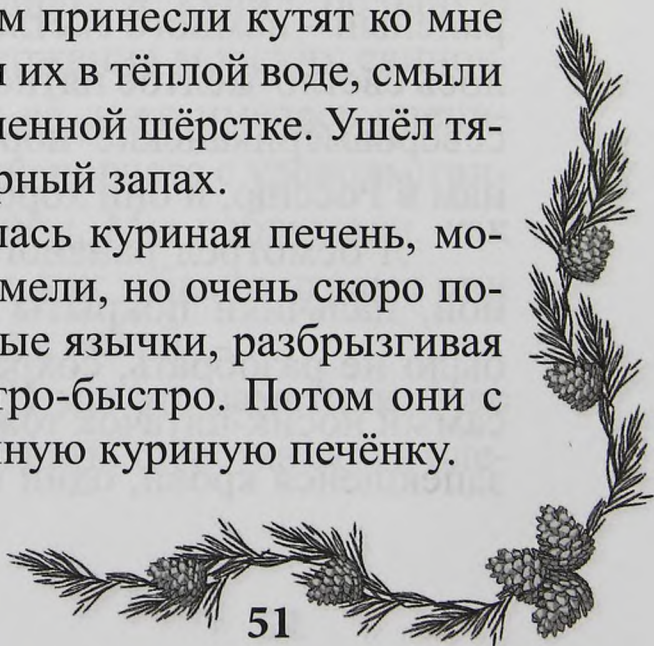 м принесли кутят ко мне
их в тёплой воде, смыли
ленной шёрстке. Ушёл тя-
рный запах.
лась куриная печень, мо-
мели, но очень скоро по-
ые язычки, разбрызгивая
тро-быстро. Потом они с
ную куриную печёнку.
51